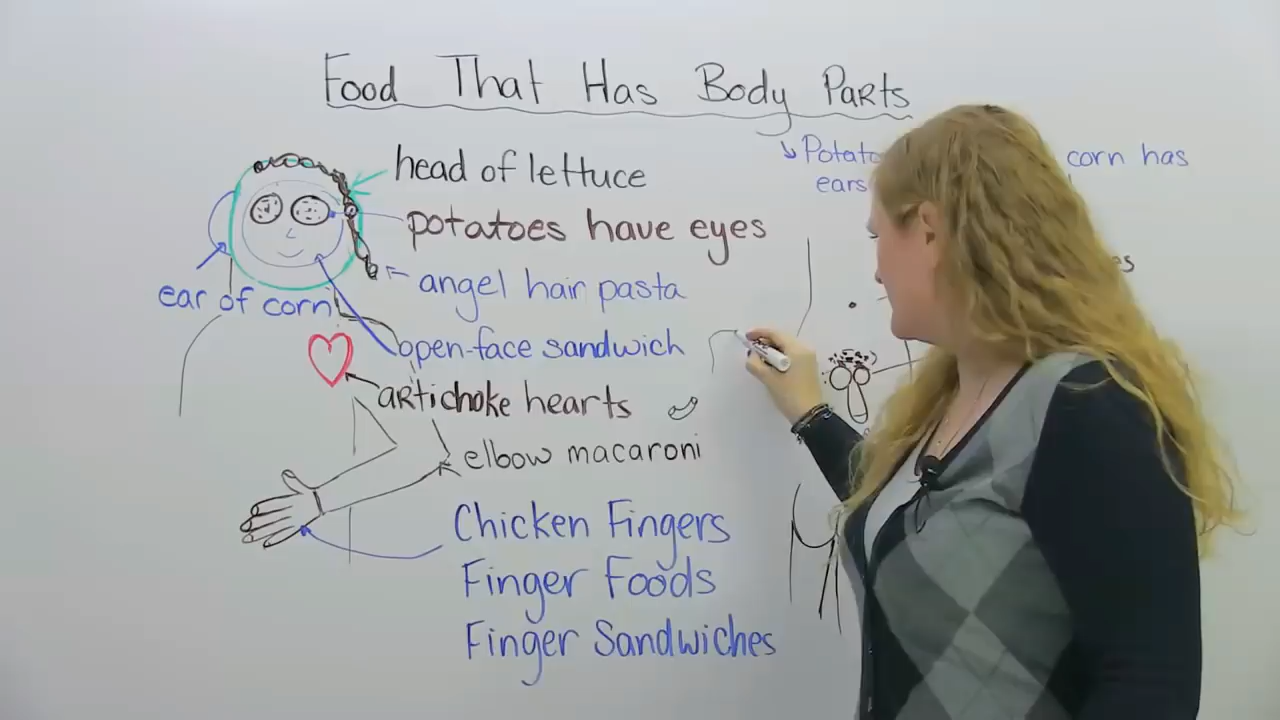 Food That Has Body Parts
head of lettuce
potatoes have eyes
angel hair pasta
ear of corn
open-face sandwich
artichoke hearts
elbow macaroni
Chicken Fingers
Finger Foods
Finger Sandwiches
corn has
ears